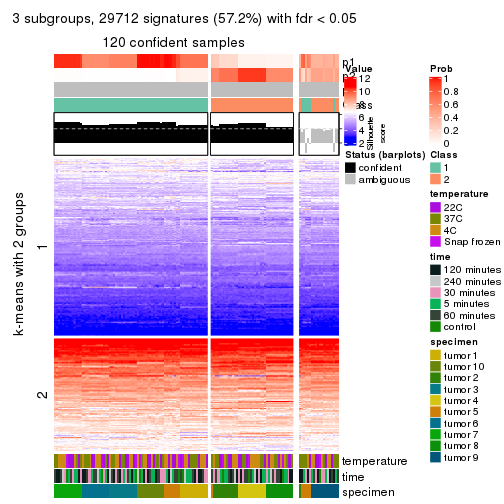 3 subgroups, 29712 signatures (57.2%) with fdr < 0.05
120 confident samples
k-means with 2 groups
1
2
p1
Value
12
10
8
6
4
2
Silhouette
score
Status (barplots)
confident
ambiguous
Prob
1
0.8
0.6
0.4
0.2
0
Class
1
2
temperature
22C
37C
4C
Snap frozen
time
120 minutes
240 minutes
30 minutes
5 minutes
60 minutes
control
specimen
tumor 1
tumor 10
tumor 2
tumor 3
tumor 4
tumor 5
tumor 6
tumor 7
tumor 8
tumor 9
temperature
time
specimen